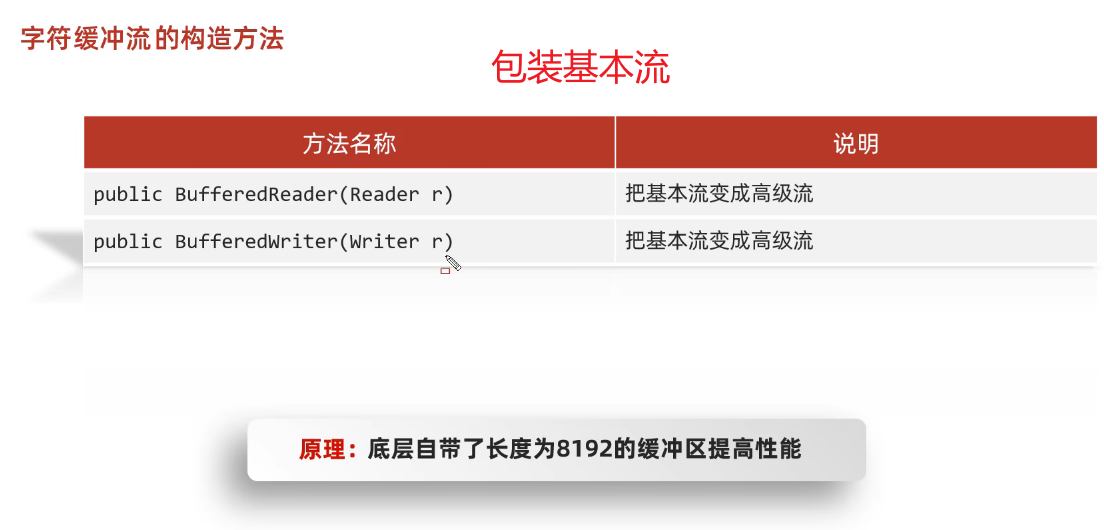 字符缓冲流的构造方法
包装基本流
方法名称 说明
public BufferedReader(Reader r) 把基本流变成高级流
public BufferedWriter(Writer r) 把基本流变成高级流
原理：底层自带了长度为8192的缓冲区提高性能